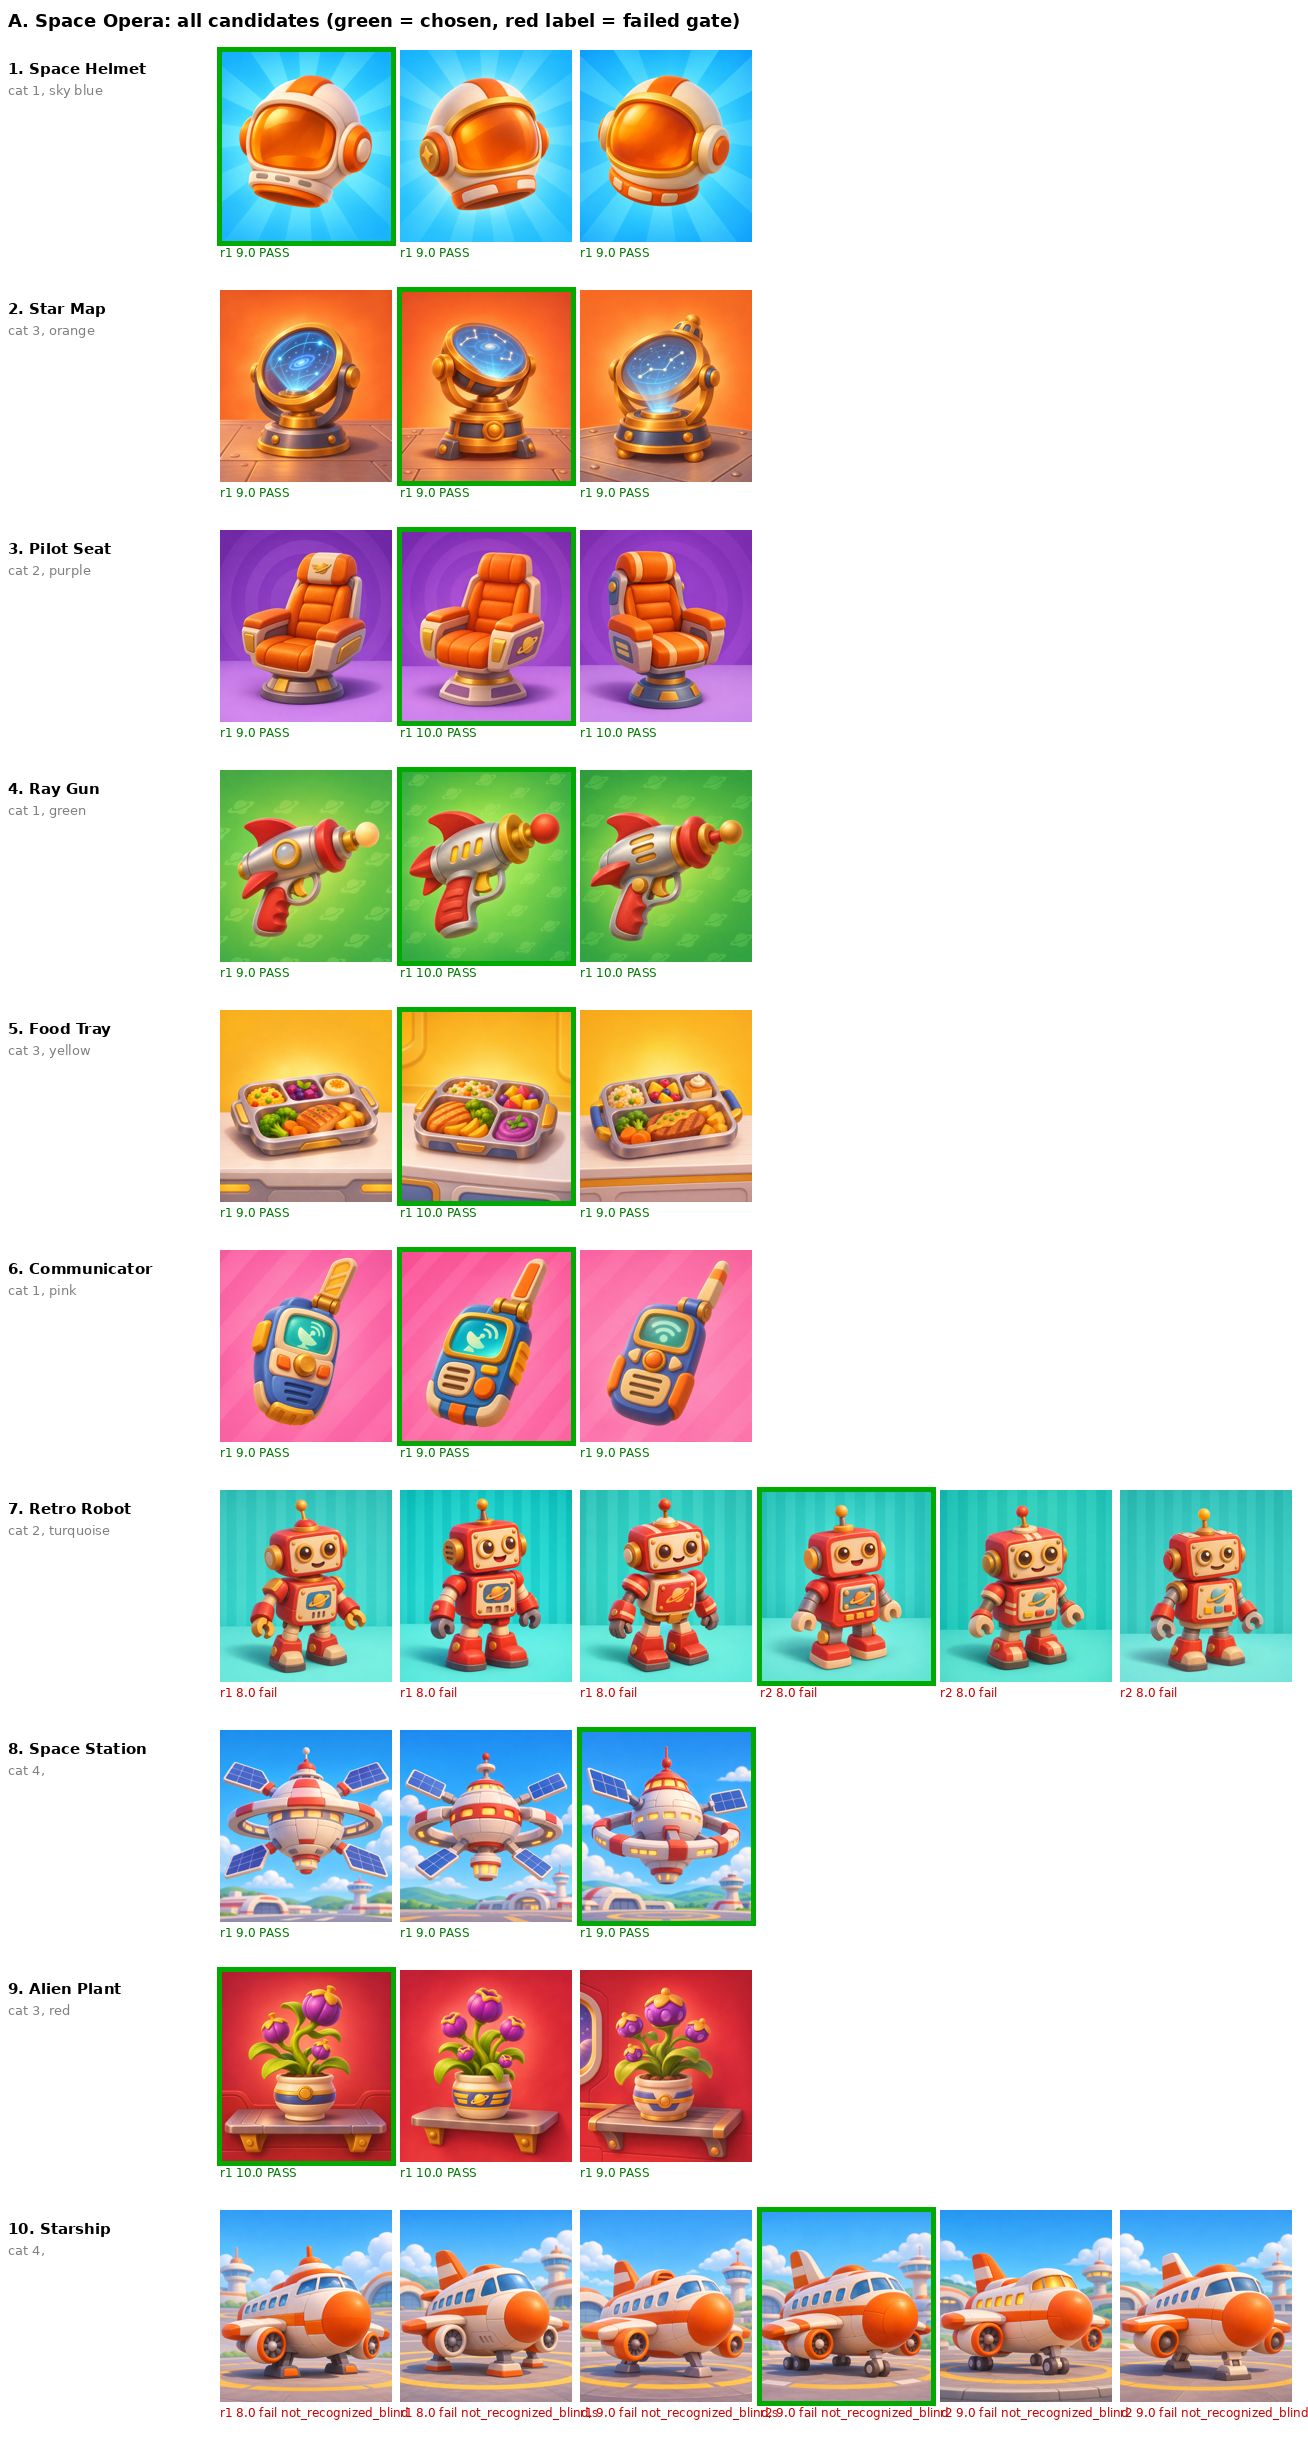 A. Space Opera: all candidates (green = chosen, red label = failed gate)
1. Space Helmet
cat 1, sky blue
r1 9.0 PASS
r1 9.0 PASS
r1 9.0 PASS
2. Star Map
cat 3, orange
r1 9.0 PASS
r1 9.0 PASS
r1 9.0 PASS
3. Pilot Seat
cat 2, purple
r1 9.0 PASS
r1 10.0 PASS
r1 10.0 PASS
4. Ray Gun
cat 1, green
r1 9.0 PASS
r1 10.0 PASS
r1 10.0 PASS
5. Food Tray
cat 3, yellow
r1 9.0 PASS
r1 10.0 PASS
r1 9.0 PASS
6. Communicator
cat 1, pink
r1 9.0 PASS
r1 9.0 PASS
r1 9.0 PASS
7. Retro Robot
cat 2, turquoise
r1 8.0 fail
r1 8.0 fail
r1 8.0 fail
r2 8.0 fail
r2 8.0 fail
r2 8.0 fail
8. Space Station
cat 4,
r1 9.0 PASS
r1 9.0 PASS
r1 9.0 PASS
9. Alien Plant
cat 3, red
r1 10.0 PASS
r1 10.0 PASS
r1 9.0 PASS
10. Starship
cat 4,
r1 8.0 fail not_recognized_blind
r1 8.0 fail not_recognized_blind
r1 9.0 fail not_recognized_blind
r2 9.0 fail not_recognized_blind
r2 9.0 fail not_recognized_blind
r2 9.0 fail not_recognized_blind